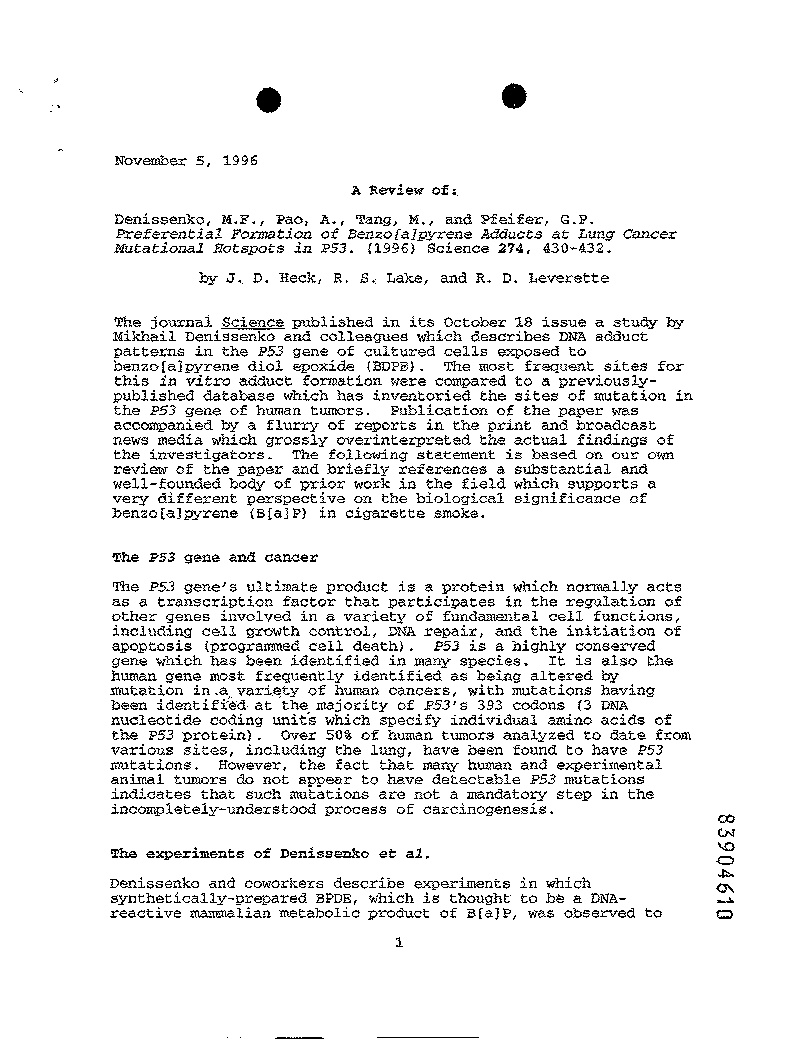 November 5, 1996
A Review of:
Denissenko, M.F., Pao, A., Tang, M., and Pfeifer, G.P.
Preferential Formation of Benzo[a]pyrene Adducts at Lung Cancer
Mutational Hotspots in P53. (1996) Science 274, 430-432.
by J. D. Heck, R. S. Lake, and R. D. Leverette
The journal Science published in its October 18 issue a study by
Mikhail Denissenko and colleagues which describes DNA adduct
patterns in the P53 gene of cultured cells exposed to
benzo[a]pyrene diol epoxide (BDPE). The most frequent sites for
this in vitro adduct formation were compared to a previously-
published database which has inventoried the sites of mutation in
the P53 gene of human tumors. Publication of the paper was
accompanied by a flurry of reports in the print and broadcast
news media which grossly overinterpreted the actual findings of
the investigators. The following statement is based on our own
review of the paper and briefly references a substantial and
well-founded body of prior work in the field which supports a
very different perspective on the biological significance of
benzo[a]pyrene (B[a]P) in cigarette smoke.
The P53 gene and cancer
The P53 gene's ultimate product is a protein which normally acts
as a transcription factor that participates in the regulation of
other genes involved in a variety of fundamental cell functions,
including cell growth control, DNA repair, and the initiation of
apoptosis (programmed cell death). P53 is a highly conserved
gene which has been identified in many species. It is also the
human gene most frequently identified as being altered by
mutation in a variety of human cancers, with mutations having
been identified at the majority of P53's 393 codons (3 DNA
nucleotide coding units which specify individual amino acids of
the P53 protein). Over 50% of human tumors analyzed to date from
various sites, including the lung, have been found to have P53
mutations. However, the fact that many human and experimental
animal tumors do not appear to have detectable P53 mutations
indicates that such mutations are not a mandatory step in the
incompletely-understood process of carcinogenesis.
The experiments of Denissenko et al.
Denissenko and coworkers describe experiments in which
synthetically-prepared BPDE, which is thought to be a DNA-
reactive mammalian metabolic product of B[a]P, was observed to
1
83904610